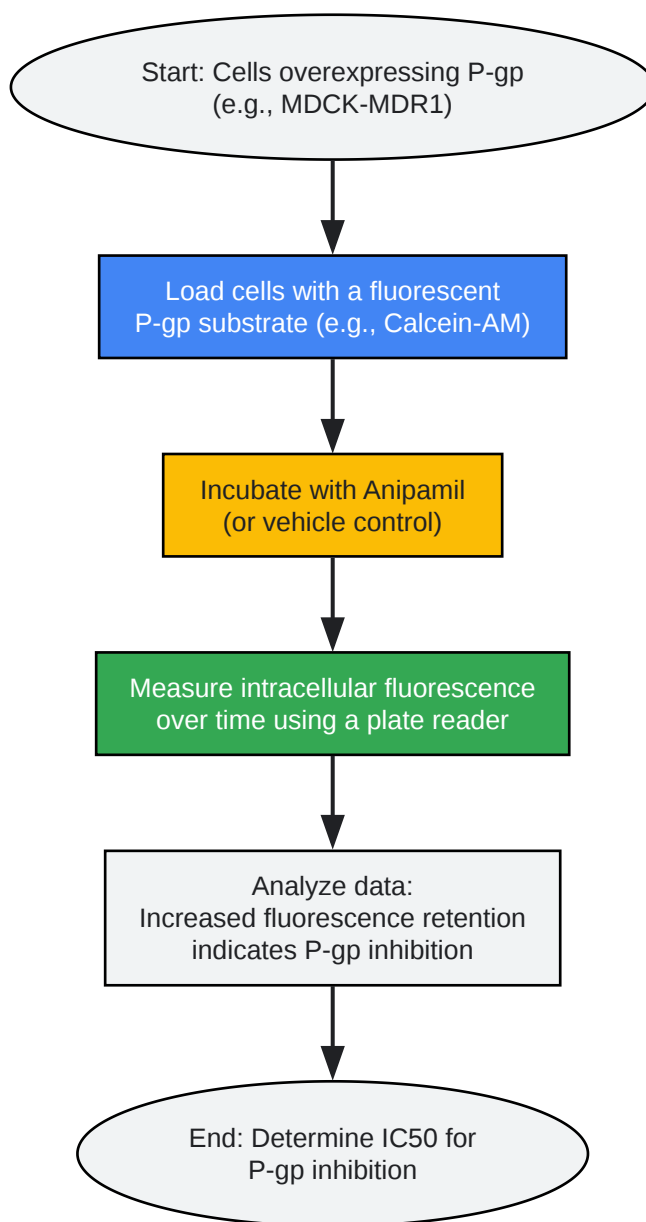 Start: Cells overexpressing P-gp
(e.g., MDCK-MDR1)
Load cells with a fluorescent
P-gp substrate (e.g., Calcein-AM)
Incubate with Anipamil
(or vehicle control)
Measure intracellular fluorescence
over time using a plate reader
Analyze data:
Increased fluorescence retention
indicates P-gp inhibition
End: Determine IC50 for
P-gp inhibition